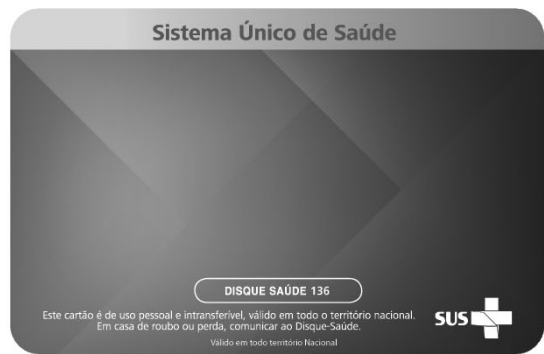 Sistema Único de Saúde
DISQUE SAÚDE 136
Este cartão é de uso pessoal e intransferível, válido em todo o território nacional.
Em casa de roubo ou perda, comunicar ao Disque-Saúde.
SUS
Válido em todo território Nacional